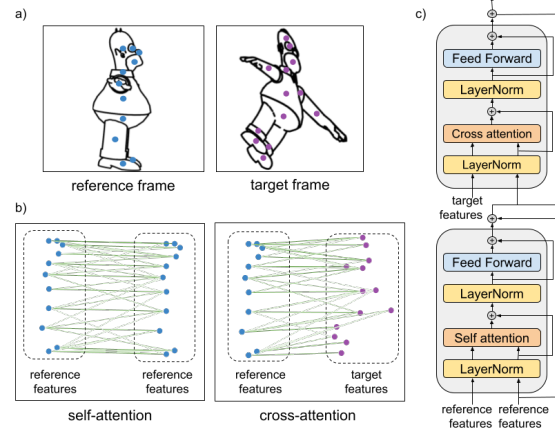 a)
reference frame
target frame
b)
reference
features
reference
features
self-attention
reference
features
target
features
cross-attention
c)
Feed Forward
LayerNorm
Cross attention
LayerNorm
target
features
Feed Forward
LayerNorm
Self attention
LayerNorm
reference
features
reference
features